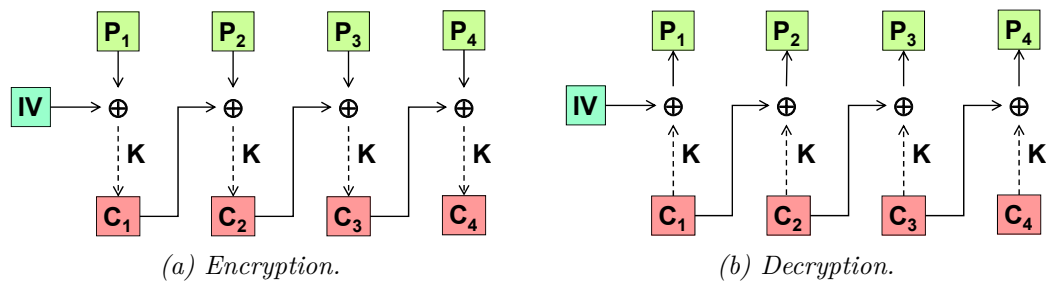 P₁ P₂ P₃ P₄ P₁ P₂ P₃ P₄
IV ⊕ ⊕ ⊕ ⊕ IV ⊕ ⊕ ⊕ ⊕
K K K K K K K K
C₁ C₂ C₃ C₄ C₁ C₂ C₃ C₄
(a) Encryption. (b) Decryption.